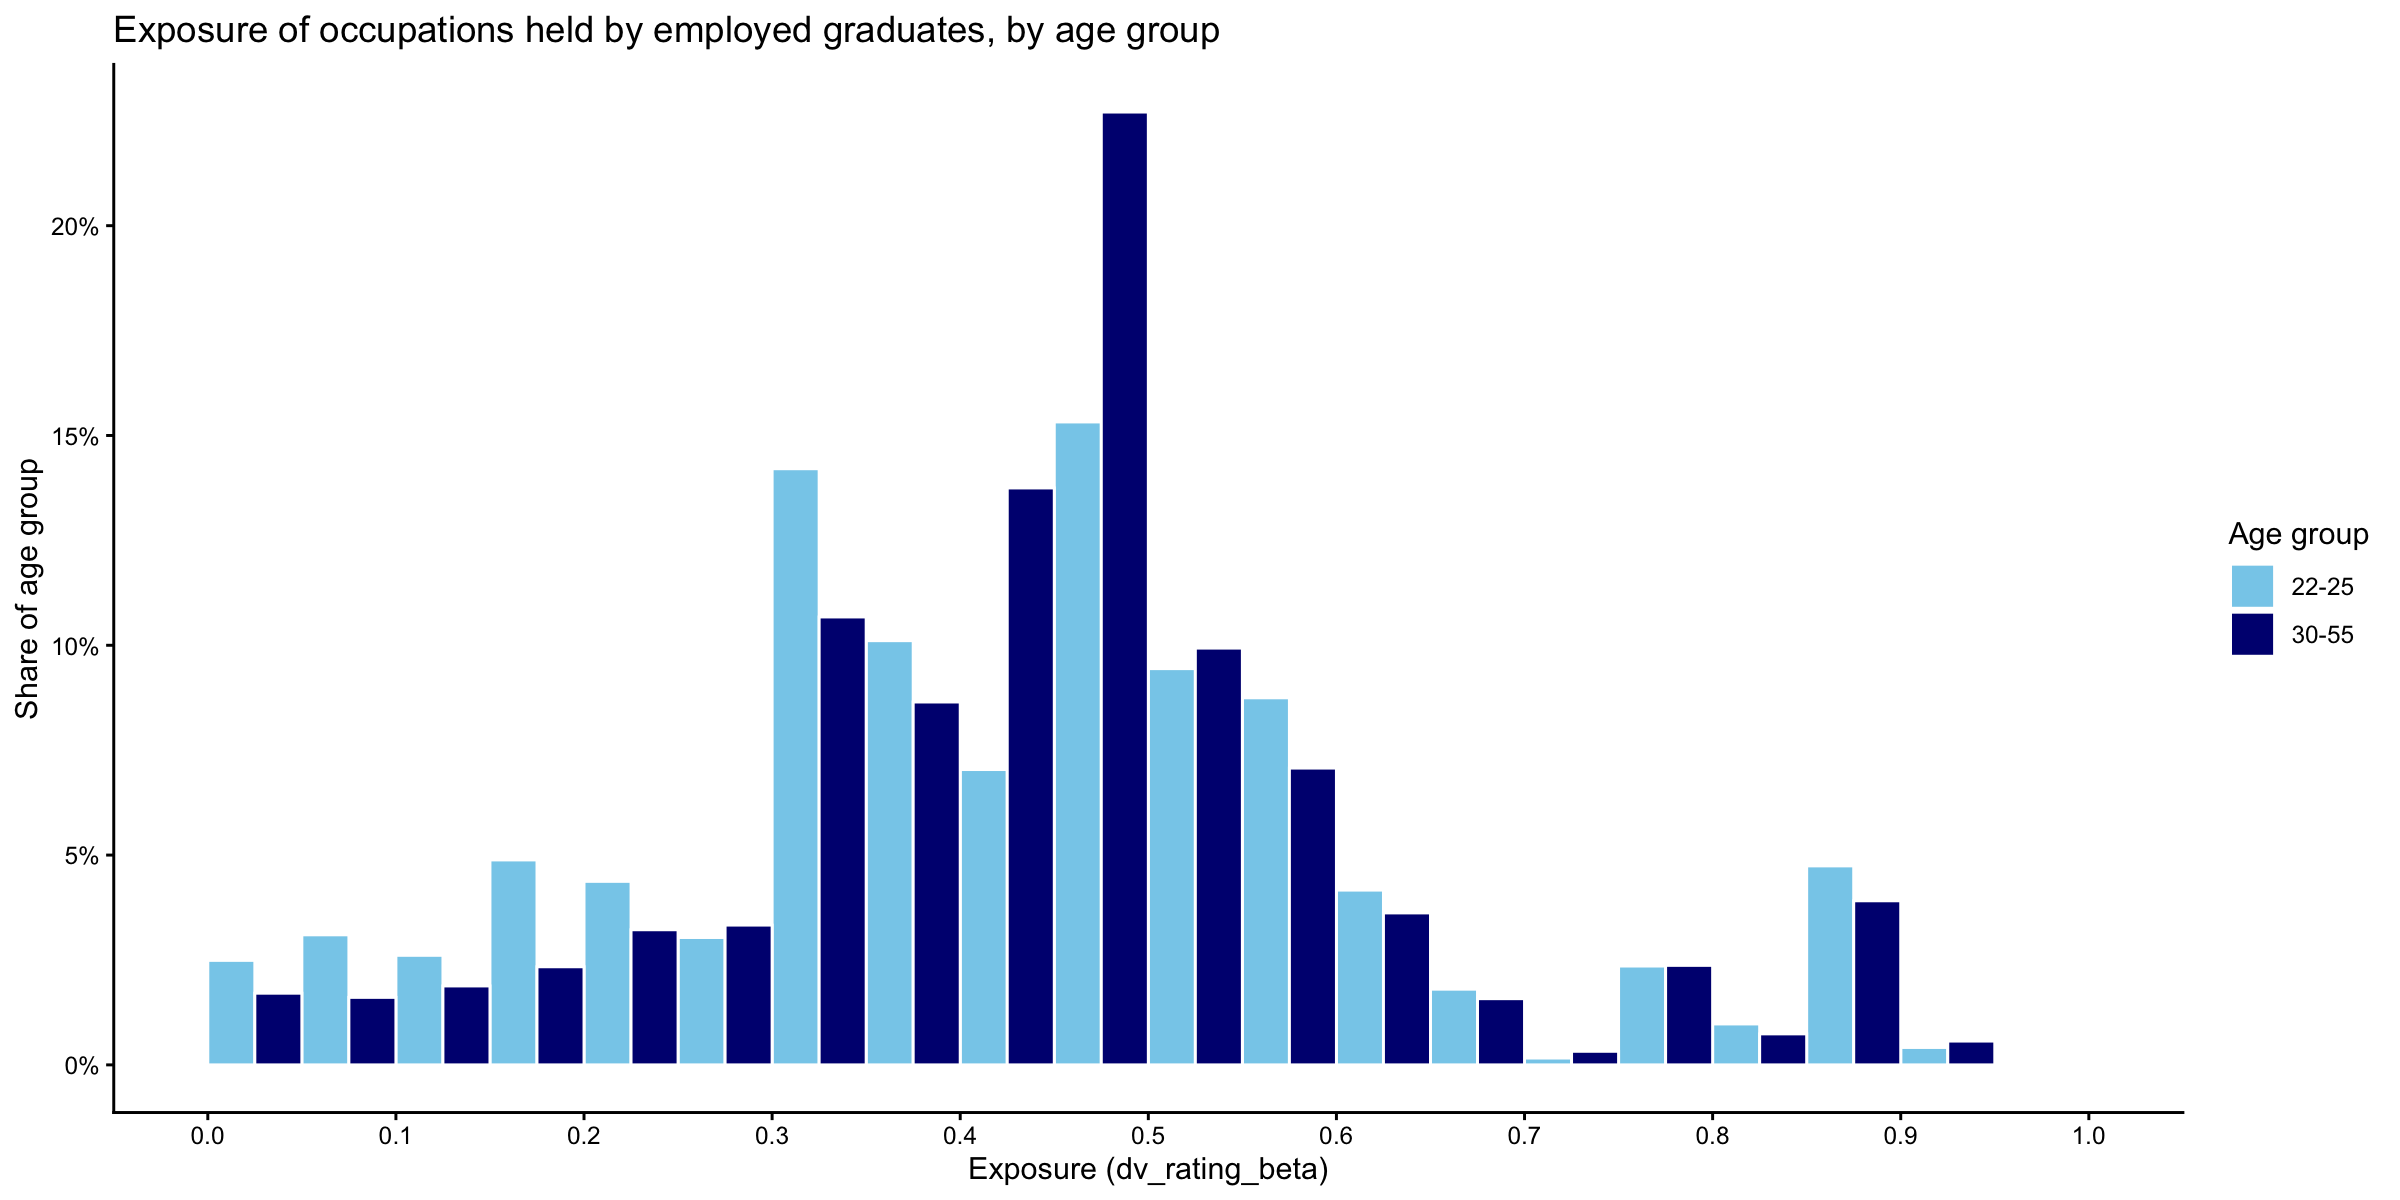 Exposure of occupations held by employed graduates, by age group
Share of age group
20%
15%
10%
5%
0%
0.0 0.1 0.2 0.3 0.4 0.5 0.6 0.7 0.8 0.9 1.0
Exposure (dv_rating_beta)
Age group
22-25
30-55